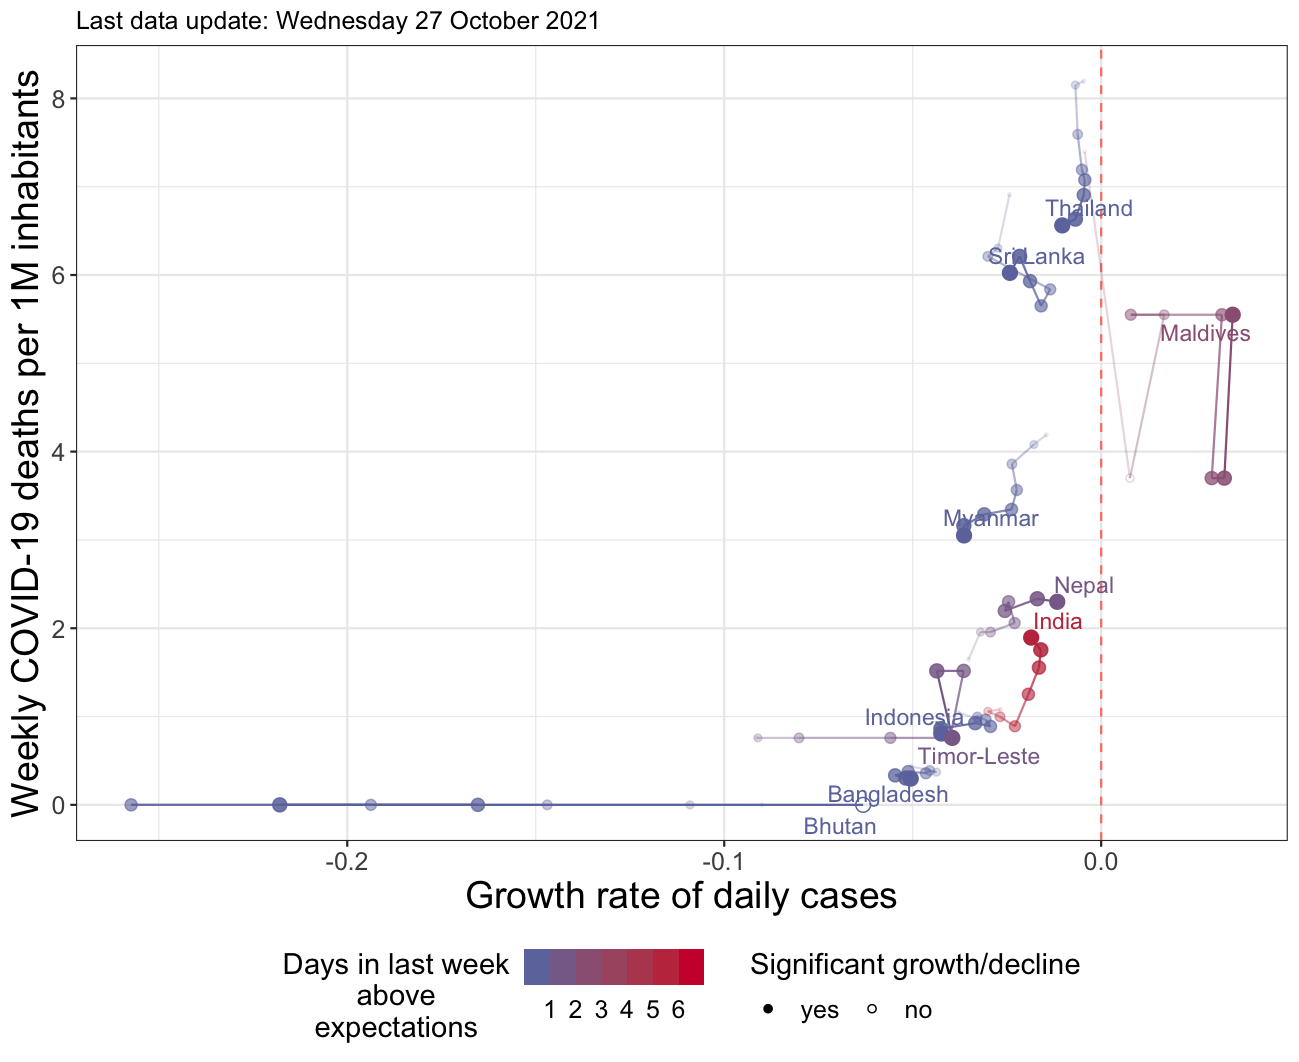 Last data update: Wednesday 27 October 2021
Weekly COVID-19 deaths per 1M inhabitants
8
6
4
2
0
Thailand
Sri Lanka
Maldives
Myanmar
Nepal
India
Indonesia
Timor-Leste
Bangladesh
Bhutan
-0.2 -0.1 0.0
Growth rate of daily cases
Days in last week
above
expectations
1 2 3 4 5 6
Significant growth/decline
yes no